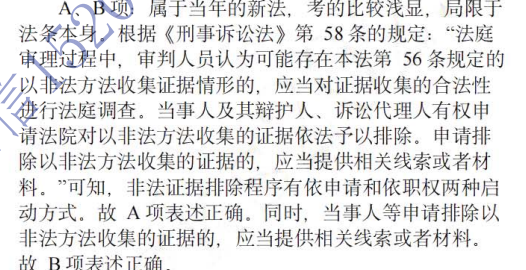 A、B项：属于当年的新法，考的比较浅显，局限于
法条本身。根据《刑事诉讼法》第 58 条的规定：“法庭
审理过程中，审判人员认为可能存在本法第 56 条规定的
以非法方法收集证据情形的，应当对证据收集的合法性
进行法庭调查。当事人及其辩护人、诉讼代理人有权申
请法院对以非法方法收集的证据依法予以排除。申请排
除以非法方法收集的证据的，应当提供相关线索或者材
料。”可知，非法证据排除程序有依申请和依职权两种启
动方式。故 A 项表述正确。同时，当事人等申请排除以
非法方法收集的证据的，应当提供相关线索或者材料。
故 B 项表述正确。